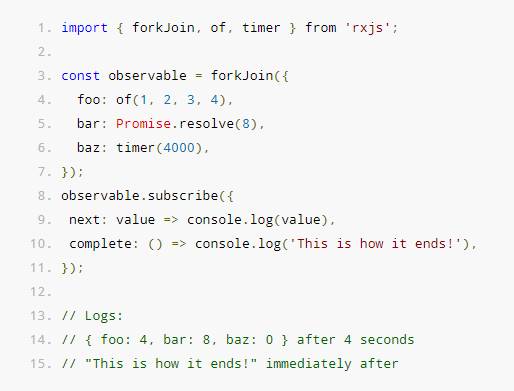 1. import { forkJoin, of, timer } from 'rxjs';
2.
3. const observable = forkJoin({
4.   foo: of(1, 2, 3, 4),
5.   bar: Promise.resolve(8),
6.   baz: timer(4000),
7. });
8. observable.subscribe({
9.  next: value => console.log(value),
10.  complete: () => console.log('This is how it ends!'),
11. });
12.
13. // Logs:
14. // { foo: 4, bar: 8, baz: 0 } after 4 seconds
15. // "This is how it ends!" immediately after